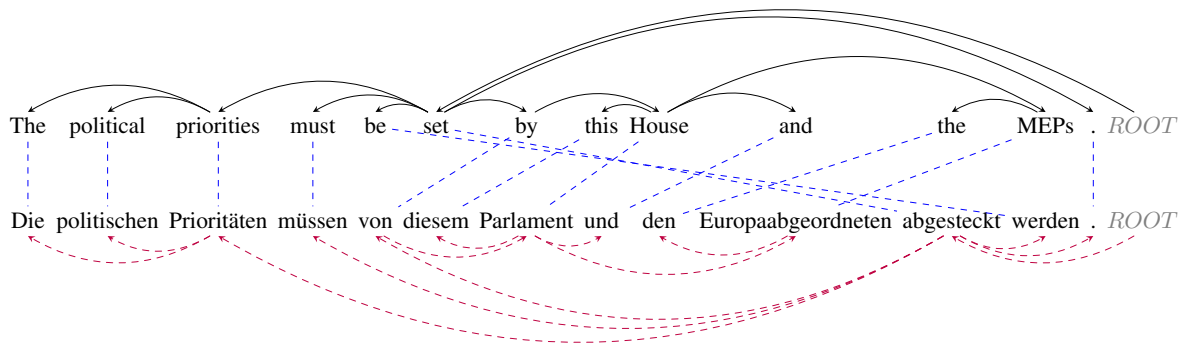 The political priorities must be set by this House and the MEPs . ROOT
Die politischen Prioritäten müssen von diesem Parlament und den Europaabgeordneten abgesteckt werden . ROOT